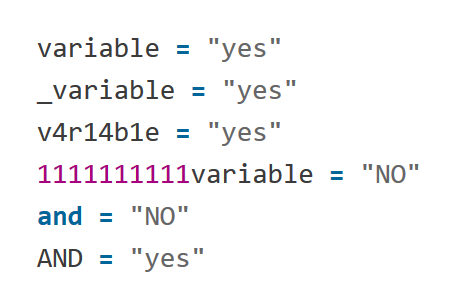 variable = "yes"
_variable = "yes"
v4r14b1e = "yes"
1111111111variable = "NO"
and = "NO"
AND = "yes"